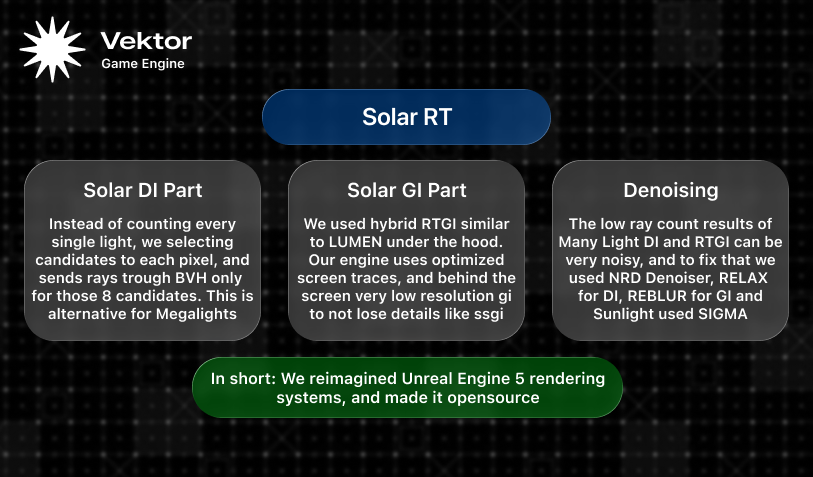 Vektor
Game Engine
Solar RT
Solar DI Part
Instead of counting every
single light, we selecting
candidates to each pixel, and
sends rays trough BVH only
for those 8 candidates. This is
alternative for Megalights
Solar GI Part
We used hybrid RTGI similar
to LUMEN under the hood.
Our engine uses optimized
screen traces, and behind the
screen very low resolution gi
to not lose details like ssgi
Denoising
The low ray count results of
Many Light DI and RTGI can be
very noisy, and to fix that we
used NRD Denoiser, RELAX
for DI, REBLUR for GI and
Sunlight used SIGMA
In short: We reimagined Unreal Engine 5 rendering
systems, and made it opensource